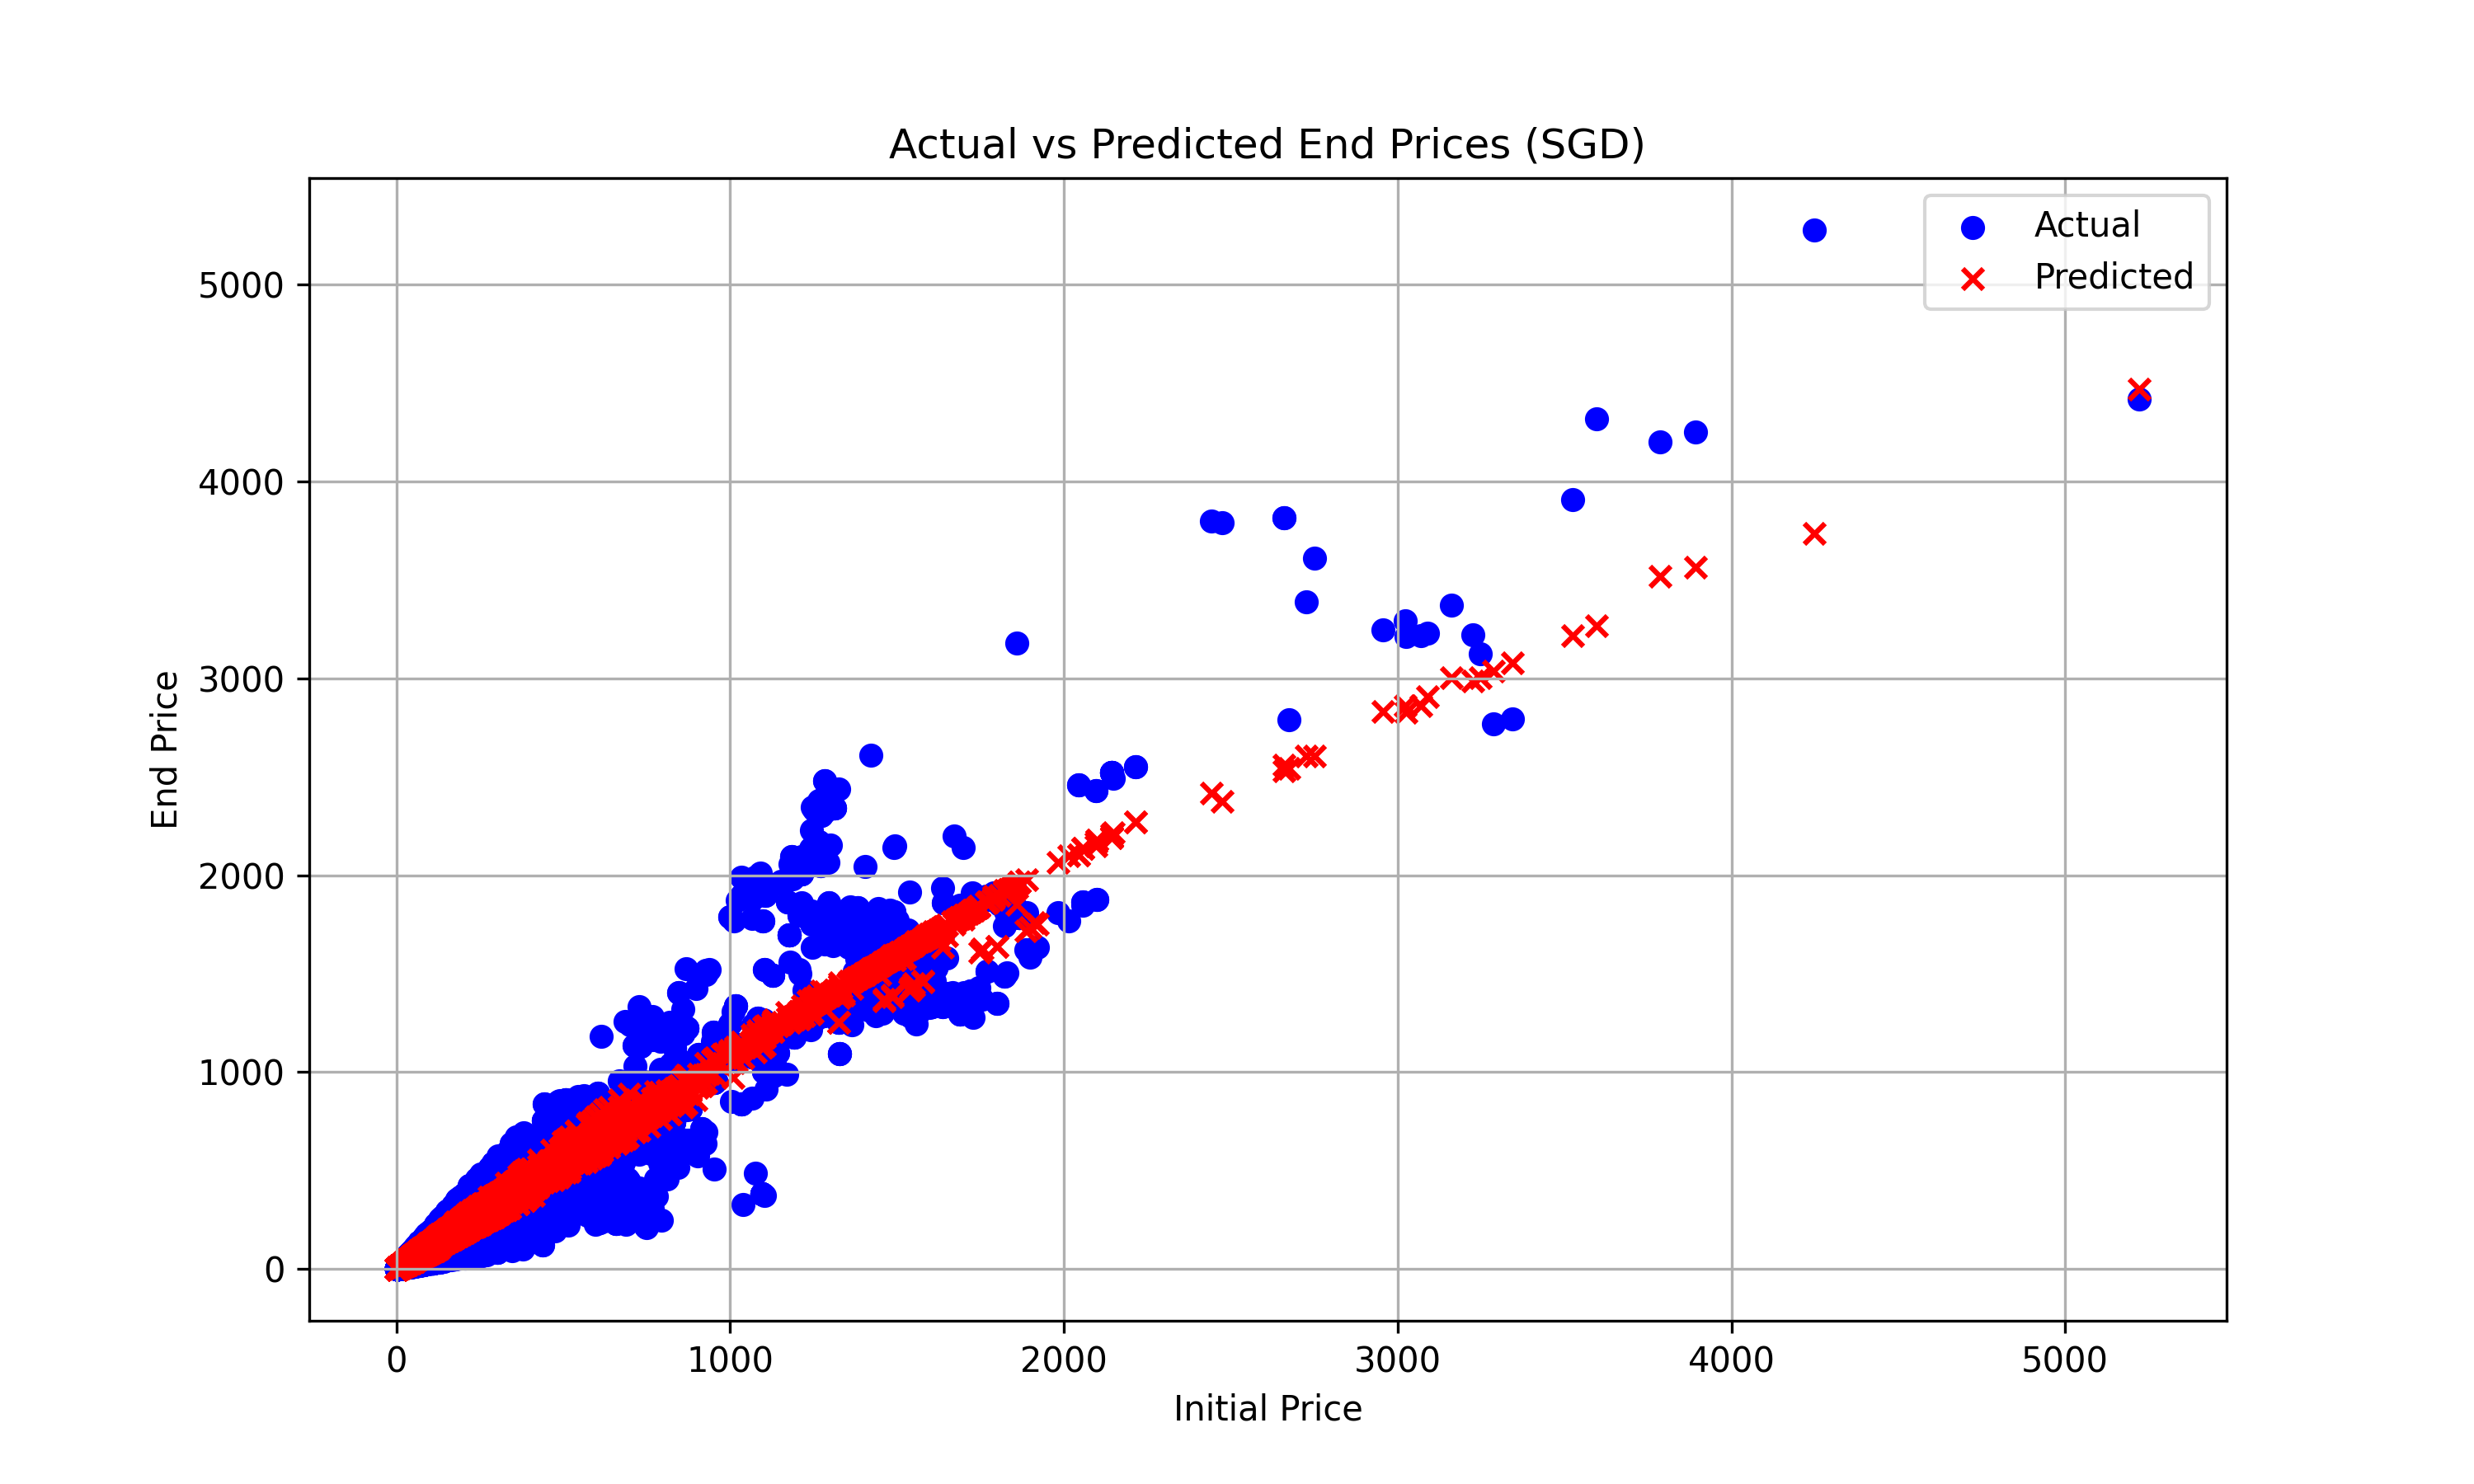 Actual vs Predicted End Prices (SGD)
Actual
Predicted
5000
4000
3000
2000
1000
0
End Price
0 1000 2000 3000 4000 5000
Initial Price